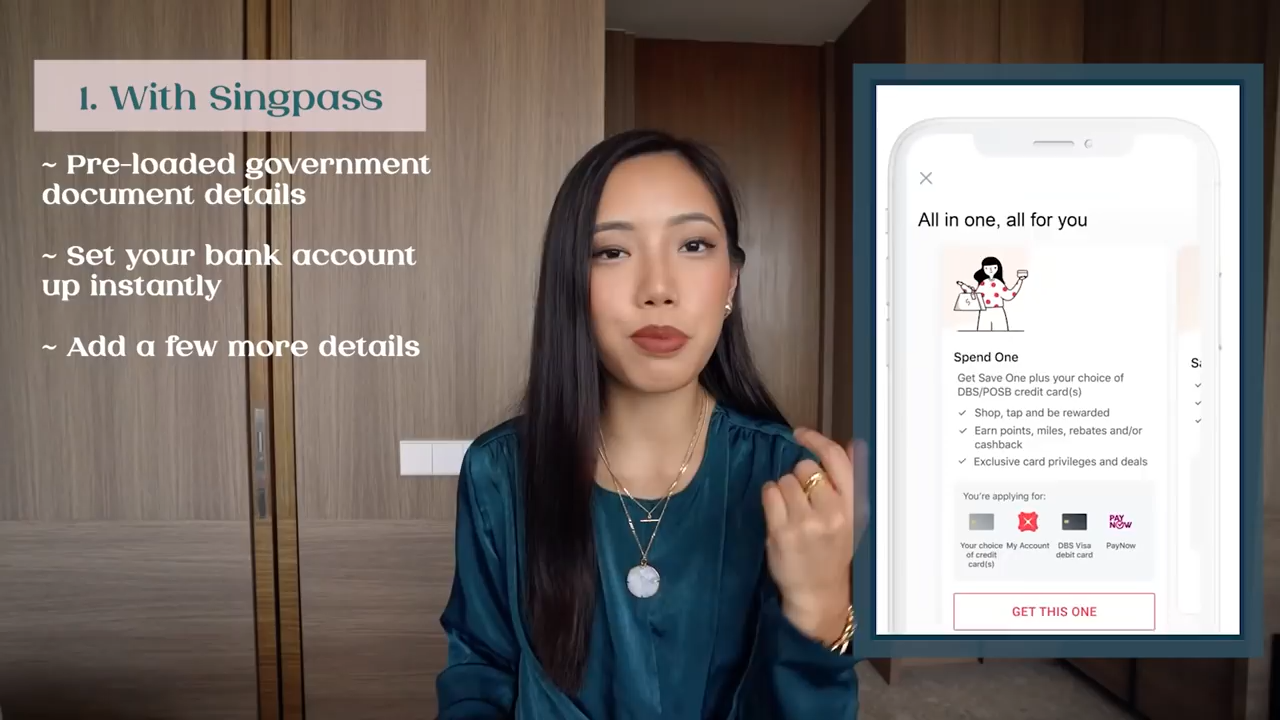 1. With Singpass
~ Pre-loaded government
document details
~ Set your bank account
up instantly
~ Add a few more details
All in one, all for you
Spend One
Get Save One plus your choice of
DBS/POSB credit card(s)
Shop, tap and be rewarded
Earn points, miles, rebates and/or
cashback
Exclusive card privileges and deals
You're applying for:
PAY
NOW
Your choice
of credit
card(s)
My Account
DBS Visa
debit card
PayNow
GET THIS ONE